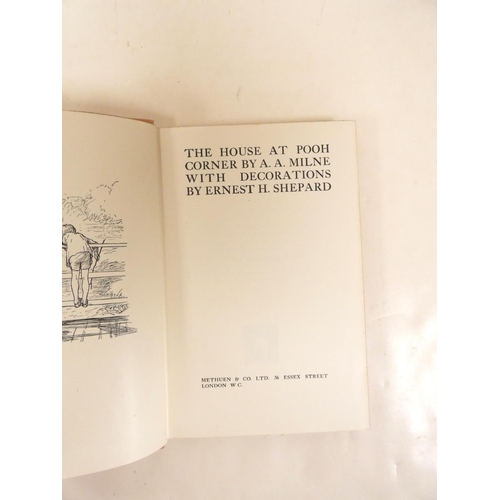 THE HOUSE AT POOH
CORNER BY A. A. MILNE
WITH DECORATIONS
BY ERNEST H. SHEPARD
METHUEN & CO. LTD. 36 ESSEX STREET
LONDON W C.